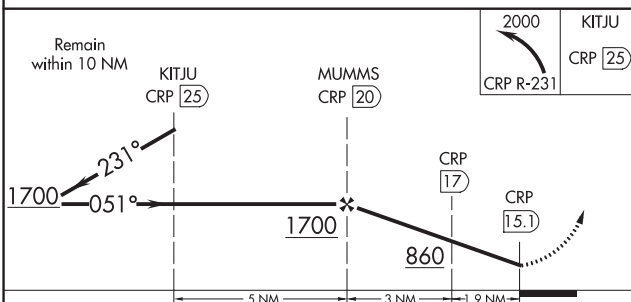 Remain
within 10 NM
KITJU
CRP 25
MUMMS
CRP 20
2000
CRP R-231
KITJU
CRP 25
231°
1700
051°
1700
CRP
17
860
CRP
15.1
5 NM
3 NM
1.9 NM